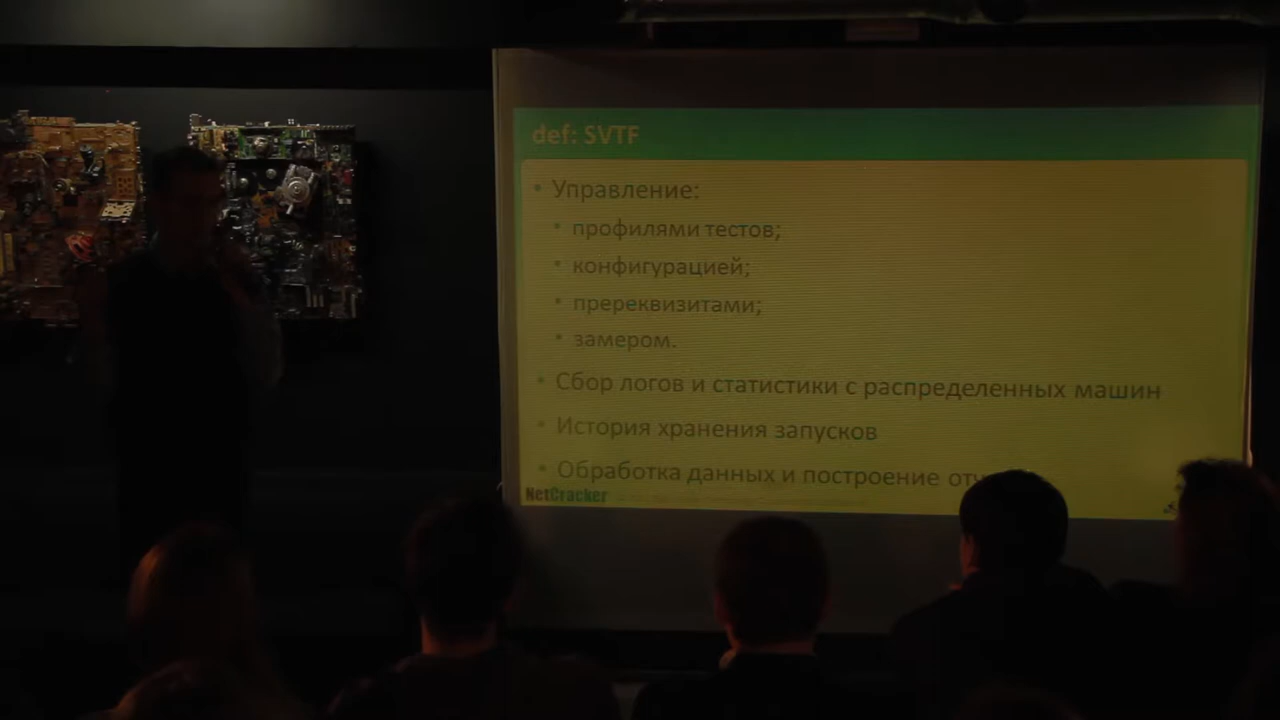 def: SVTF
• Управление:
• профилями тестов;
• конфигурацией;
• пререквизитами;
• замером.
• Сбор логов и статистики с распределенных машин
• История хранения запусков
• Обработка данных и построение
NetCracker